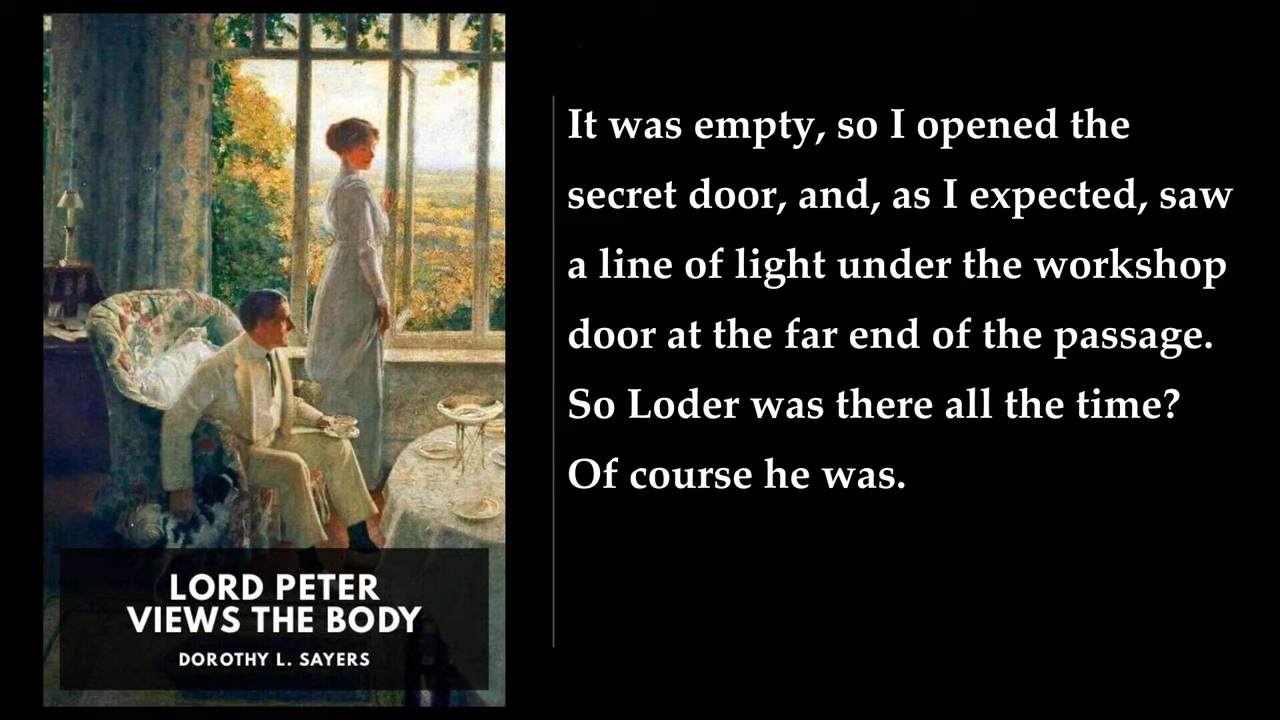 It was empty, so I opened the
secret door, and, as I expected, saw
a line of light under the workshop
door at the far end of the passage.
So Loder was there all the time?
Of course he was.
LORD PETER
VIEWS THE BODY
DOROTHY L. SAYERS